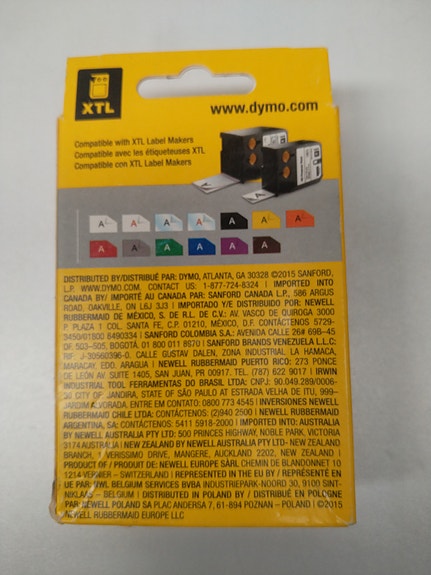 XTL
www.dymo.com
Compatible with XTL Label Makers
Compatible avec les étiqueteuses XTL
Compatible con XTL Label Makers
A A A A A A A
A A A A A A
DISTRIBUTED BY/DISTRIBUÉ PAR: DYMO, ATLANTA, GA 30328 ©2015 SANFORD,
L.P. WWW.DYMO.COM. CONTACT US: 1-877-724-8324 | IMPORTED INTO
CANADA BY/ IMPORTÉ AU CANADA PAR: SANFORD CANADA L.P., 586 ARGUS
ROAD, OAKVILLE, ON L6J 3J3 | IMPORTADO Y/O DISTRIBUIDO POR: NEWELL
RUBBERMAID DE MÉXICO, S. DE R.L. DE C.V.: AV. VASCO DE QUIROGA 3000
P. PLAZA 1 COL. SANTA FE, C.P. 01210, MÉXICO, D.F. CONTÁCTENOS 5729-
3450/01800 6490334 | SANFORD COLOMBIA S.A.: AVENIDA CALLE 26# 69B-45
OF. 503-505, BOGOTÁ. 01 800 011 8970 | SANFORD BRANDS VENEZUELA L.L.C:
RIF. J-30560396-0. CALLE GUSTAV DALEN, ZONA INDUSTRIAL LA HAMACA,
MARACAY, EDO. ARAGUA | NEWELL RUBBERMAID PUERTO RICO: 273 PONCE
DE LEÓN AV SUITE 1405, SAN JUAN, PR 00917. TEL. (787) 622 9017 | IRWIN
INDUSTRIAL TOOL FERRAMENTAS DO BRASIL LTDA: CNPJ: 90.049.289/0006-
30 CITY OF JANDIRA, STATE OF SÃO PAULO AT ESTRADA VELHA DE ITU, 999-
JARDIM ALVORADA. ENTRE EM CONTATO: 0800 773 4545 | INVERSIONES NEWELL
RUBBERMAID CHILE LTDA: CONTÁCTENOS: (2)940 2500 | NEWELL RUBBERMAID
ARGENTINA, SA: CONTÁCTENOS: 5411 5918-2000 | IMPORTED INTO: AUSTRALIA
BY NEWELL AUSTRALIA PTY LTD: 500 PRINCES HIGHWAY, NOBLE PARK, VICTORIA
3174 AUSTRALIA | NEW ZEALAND BY NEWELL AUSTRALIA PTY LTD- NEW ZEALAND
BRANCH, 7 VERISSIMO DRIVE, MANGERE, AUCKLAND 2202, NEW ZEALAND |
PRODUCT OF / PRODUIT DE: NEWELL EUROPE SÀRL CHEMIN DE BLANDONNET 10
1214 VERNIER – SWITZERLAND | REPRESENTED IN THE EU BY / REPRÉSENTÉ EN
UE PAR NWL BELGIUM SERVICES BVBA INDUSTRIEPARK-NOORD 30, 9100 SINT-
NIKLAAS – BELGIUM | DISTRIBUTED IN POLAND BY / DISTRIBUÉ EN POLOGNE
PAR NEWELL POLAND SA PLAC ANDERSA 7, 61-894 POZNAN – POLAND | ©2015
NEWELL RUBBERMAID EUROPE LLC